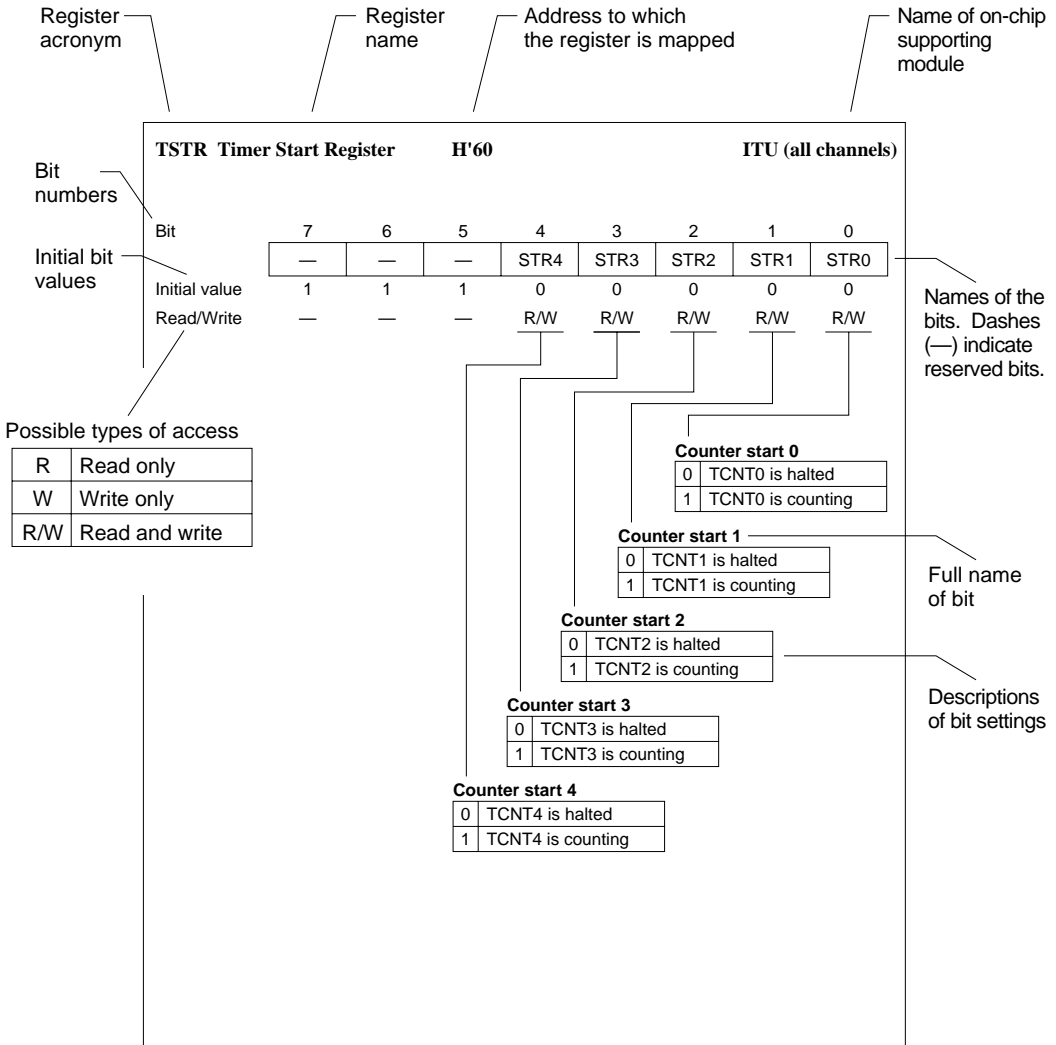 Register
acronym
Register
name
Address to which
the register is mapped
Name of on-chip
supporting
module
TSTR Timer Start Register H'60 ITU (all channels)
Bit
numbers
Bit 7 6 5 4 3 2 1 0
Initial bit
values
— — — STR4 STR3 STR2 STR1 STR0
Initial value 1 1 1 0 0 0 0 0
Read/Write — — — R/W R/W R/W R/W R/W
Names of the
bits. Dashes
(—) indicate
reserved bits.
Possible types of access
R Read only
W Write only
R/W Read and write
Counter start 0
0 TCNT0 is halted
1 TCNT0 is counting
Counter start 1
0 TCNT1 is halted
1 TCNT1 is counting
Full name
of bit
Counter start 2
0 TCNT2 is halted
1 TCNT2 is counting
Descriptions
of bit settings
Counter start 3
0 TCNT3 is halted
1 TCNT3 is counting
Counter start 4
0 TCNT4 is halted
1 TCNT4 is counting